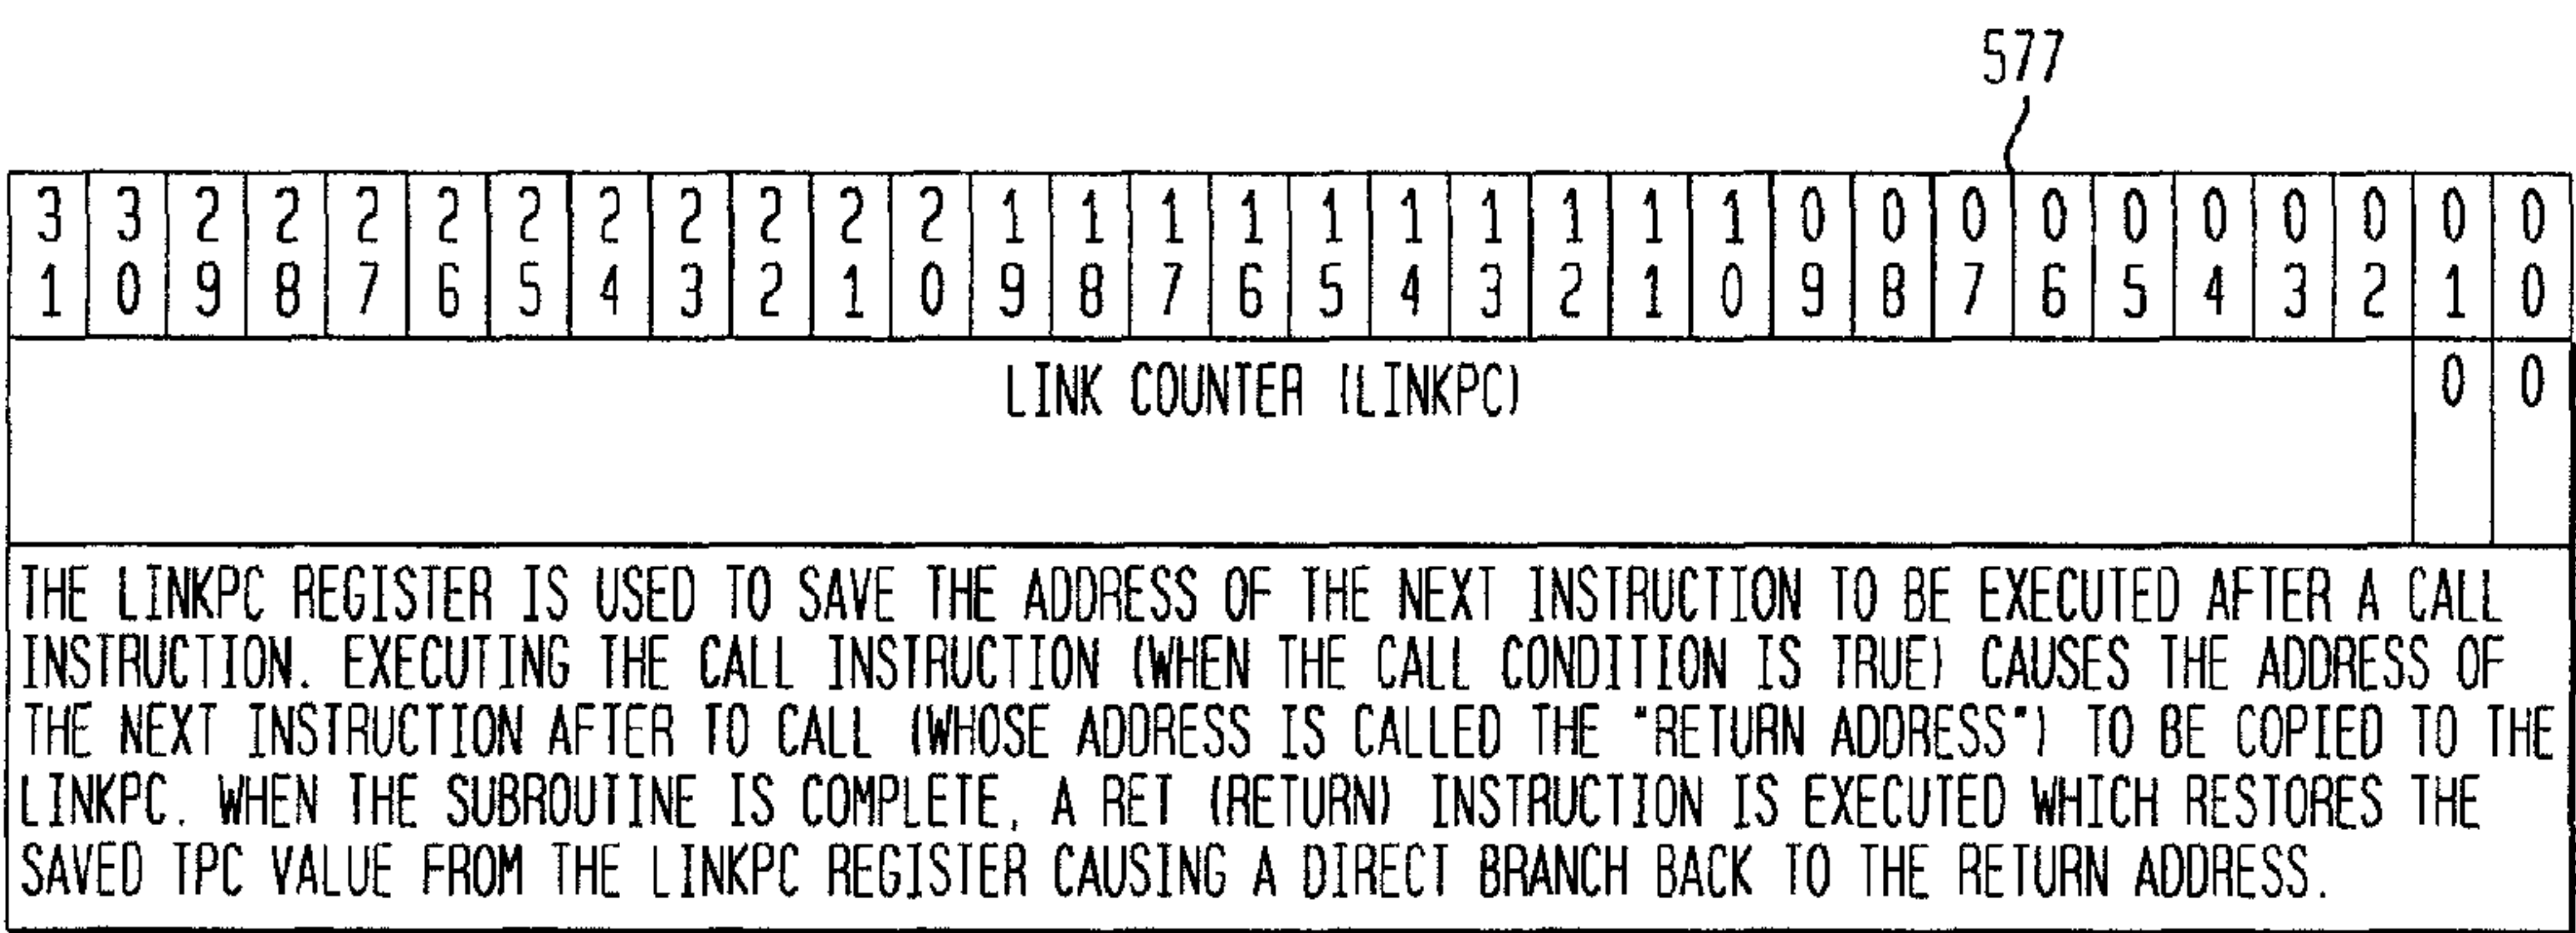 577
3 3 2 2 2 2 2 2 2 2 2 2 1 1 1 1 1 1 1 1 1 1 0 0 0 0 0 0 0 0 0 0
1 0 9 8 7 6 5 4 3 2 1 0 9 8 7 6 5 4 3 2 1 0 9 8 7 6 5 4 3 2 1 0
LINK COUNTER (LINKPC) 0 0
THE LINKPC REGISTER IS USED TO SAVE THE ADDRESS OF THE NEXT INSTRUCTION TO BE EXECUTED AFTER A CALL
INSTRUCTION. EXECUTING THE CALL INSTRUCTION (WHEN THE CALL CONDITION IS TRUE) CAUSES THE ADDRESS OF
THE NEXT INSTRUCTION AFTER TO CALL (WHOSE ADDRESS IS CALLED THE "RETURN ADDRESS") TO BE COPIED TO THE
LINKPC. WHEN THE SUBROUTINE IS COMPLETE, A RET (RETURN) INSTRUCTION IS EXECUTED WHICH RESTORES THE
SAVED TPC VALUE FROM THE LINKPC REGISTER CAUSING A DIRECT BRANCH BACK TO THE RETURN ADDRESS.